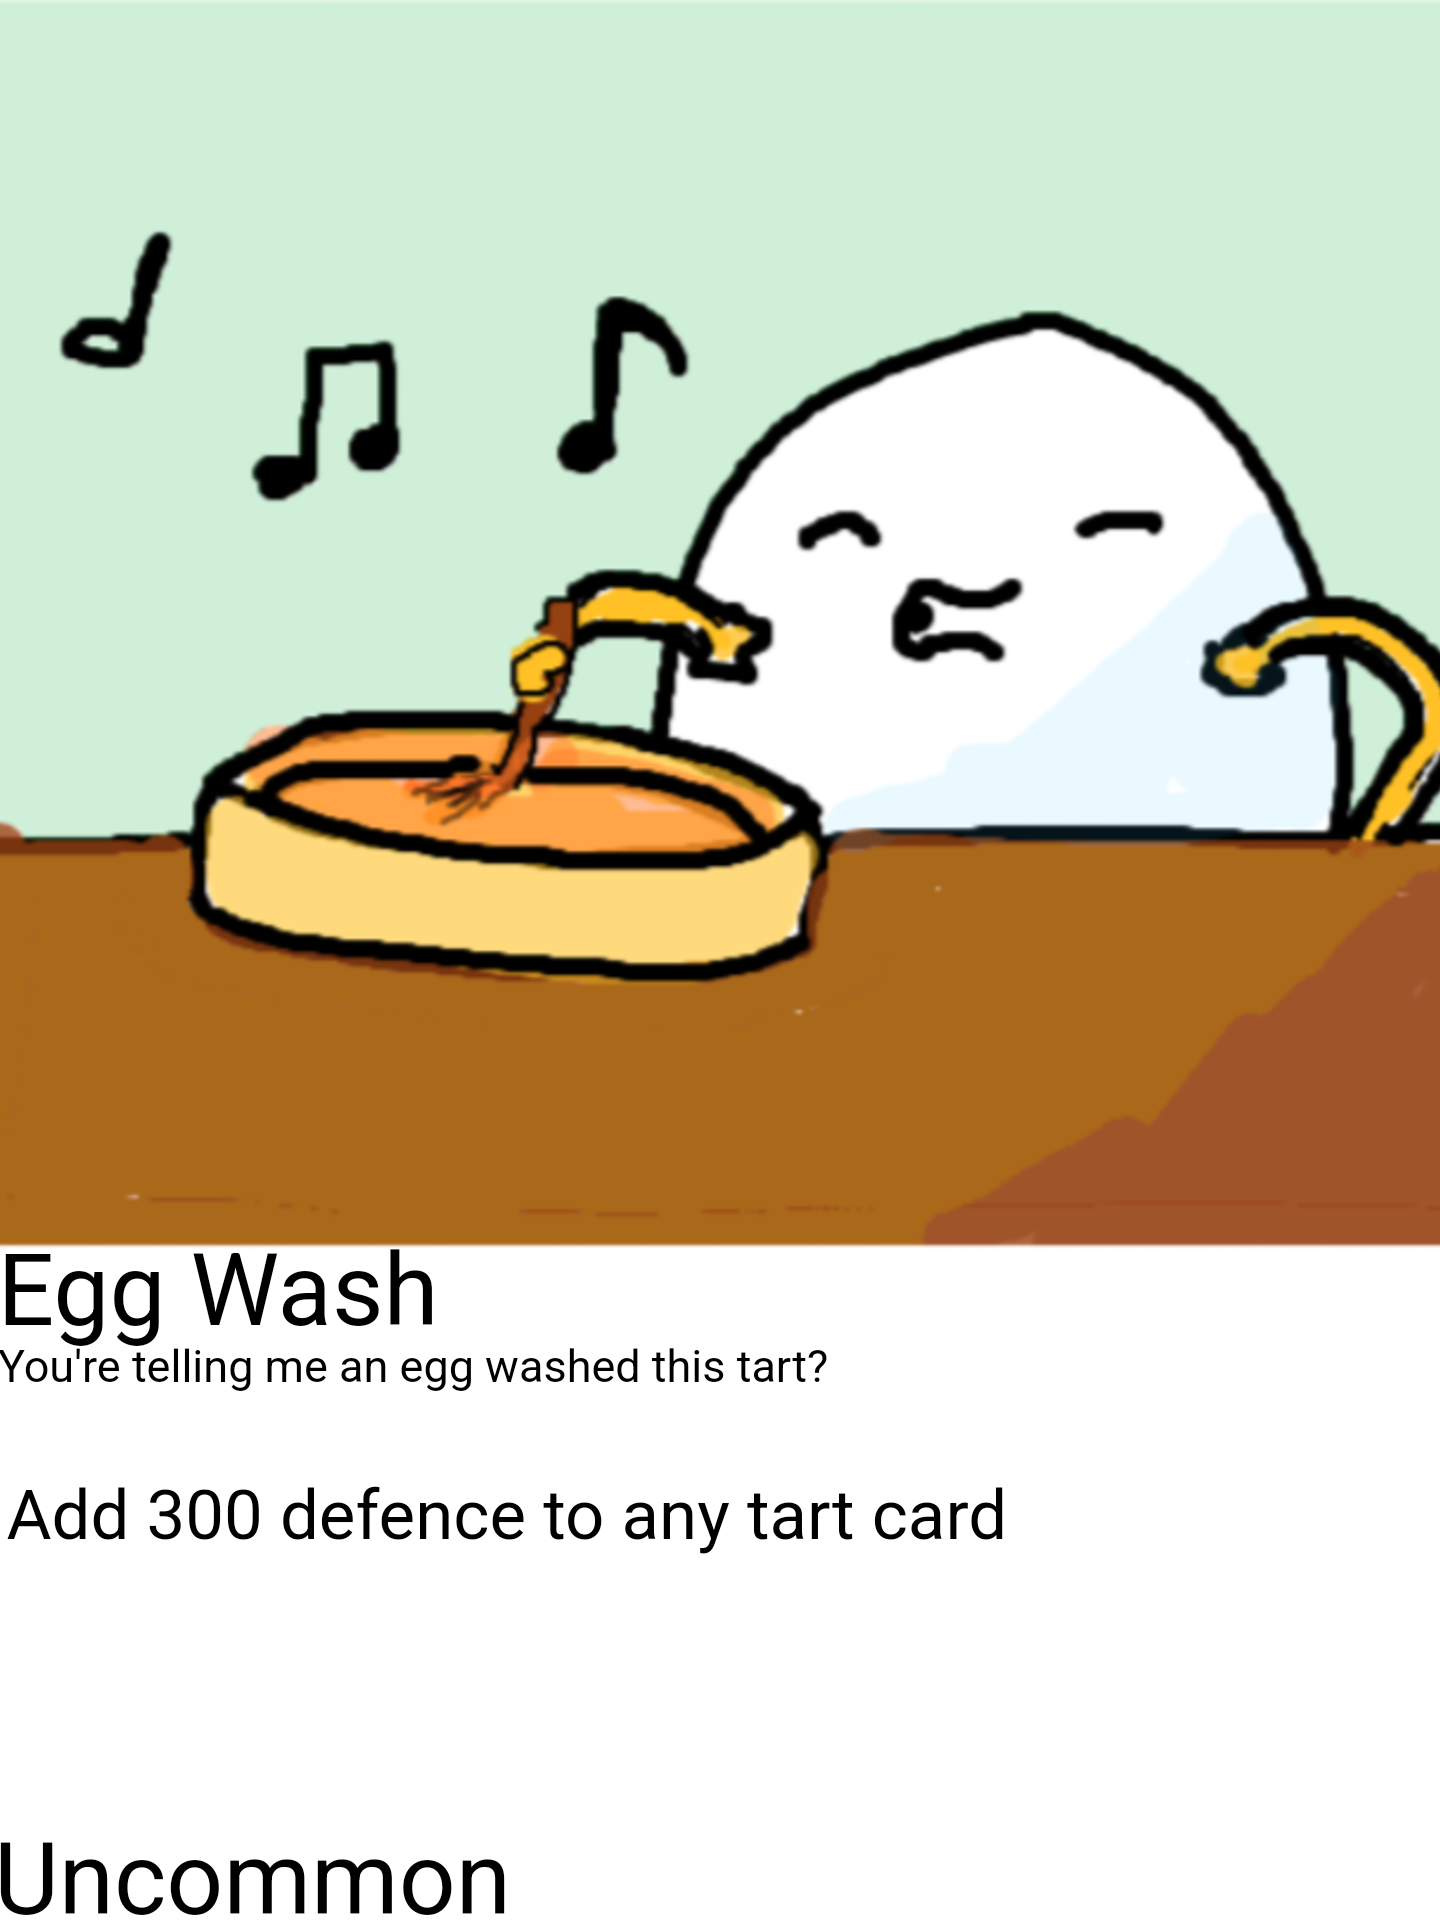 Egg Wash
You're telling me an egg washed this tart?
Add 300 defence to any tart card
Uncommon